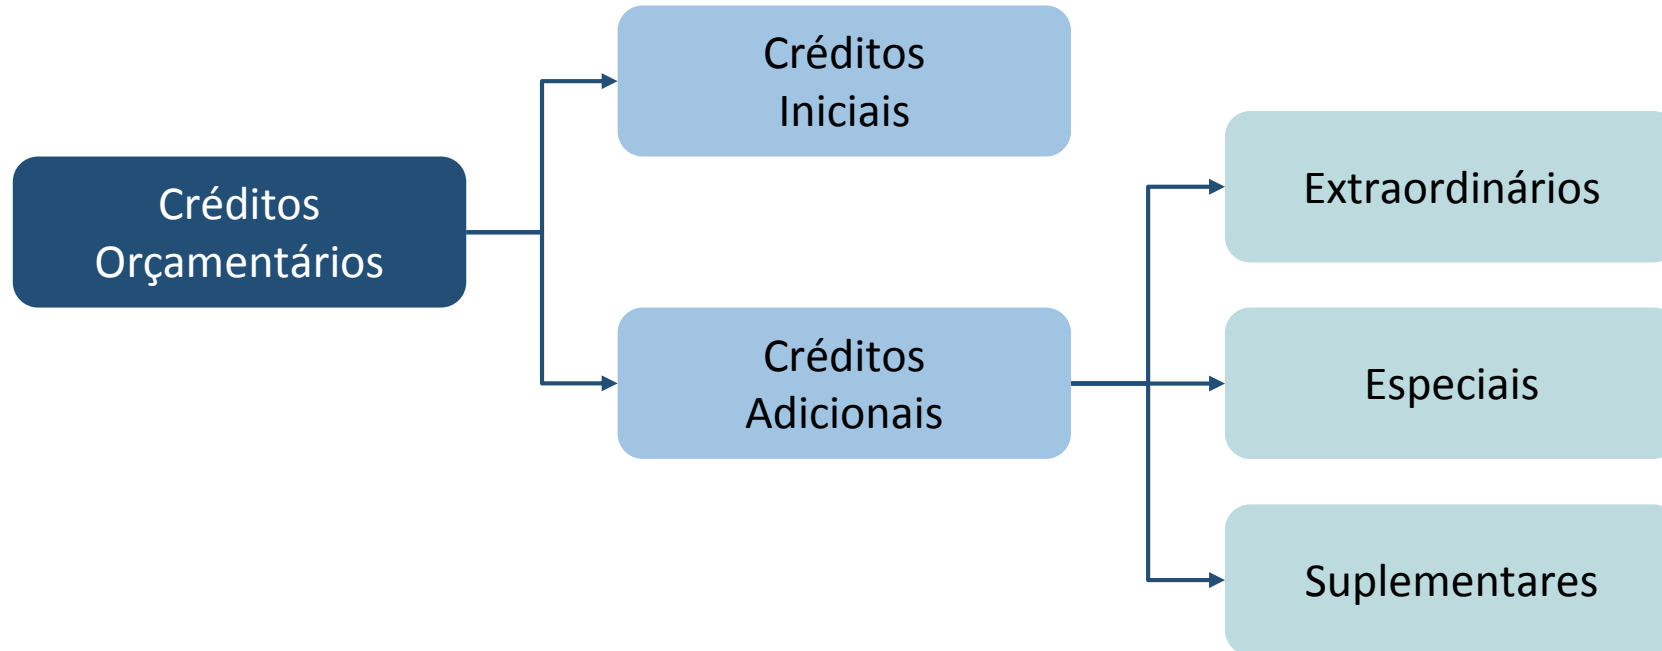 Créditos
Orçamentários
Créditos
Iniciais
Créditos
Adicionais
Extraordinários
Especiais
Suplementares